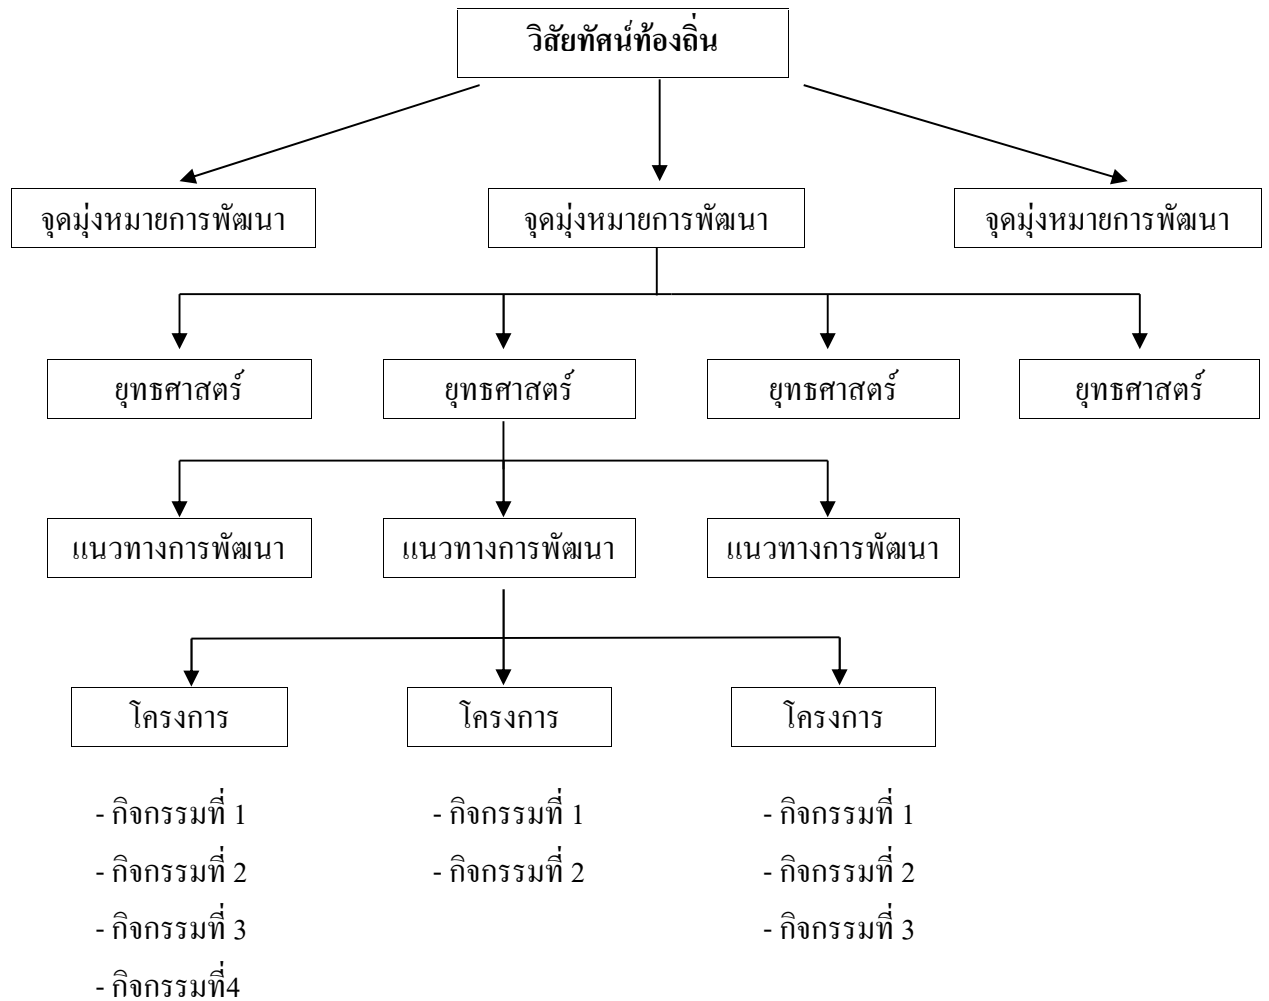 วิสัยทัศน์ท้องถิ่น
จุดมุ่งหมายการพัฒนา
จุดมุ่งหมายการพัฒนา
จุดมุ่งหมายการพัฒนา
ยุทธศาสตร์
ยุทธศาสตร์
ยุทธศาสตร์
ยุทธศาสตร์
แนวทางการพัฒนา
แนวทางการพัฒนา
แนวทางการพัฒนา
โครงการ
โครงการ
โครงการ
- กิจกรรมที่ 1
- กิจกรรมที่ 2
- กิจกรรมที่ 3
- กิจกรรมที่4
- กิจกรรมที่ 1
- กิจกรรมที่ 2
- กิจกรรมที่ 1
- กิจกรรมที่ 2
- กิจกรรมที่ 3